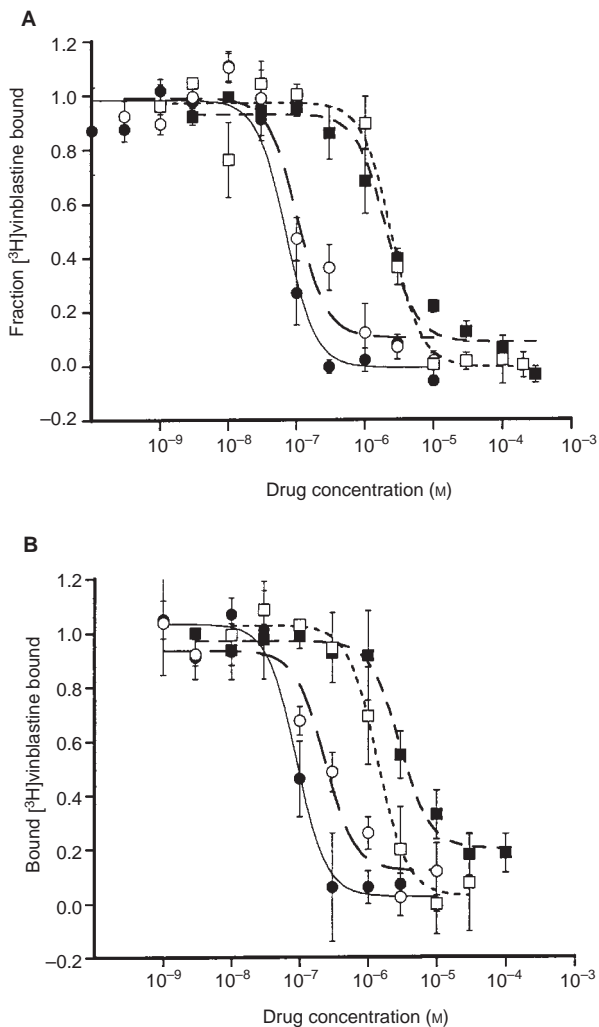 A
Fraction [³H]vinblastine bound
1.2
1.0
0.8
0.6
0.4
0.2
0.0
−0.2
10⁻⁹ 10⁻⁸ 10⁻⁷ 10⁻⁶ 10⁻⁵ 10⁻⁴ 10⁻³
Drug concentration (M)
B
Bound [³H]vinblastine bound
1.2
1.0
0.8
0.6
0.4
0.2
0.0
−0.2
10⁻⁹ 10⁻⁸ 10⁻⁷ 10⁻⁶ 10⁻⁵ 10⁻⁴ 10⁻³
Drug concentration (M)